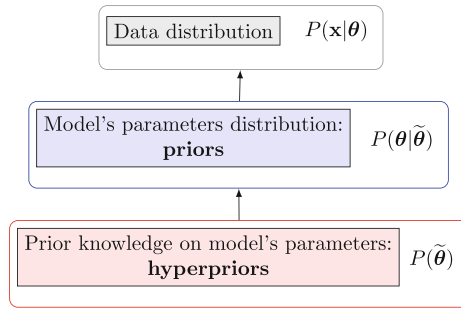 Data distribution P(x|θ)
Model's parameters distribution:
priors
P(θ|θ̃)
Prior knowledge on model's parameters:
hyperpriors
P(θ̃)